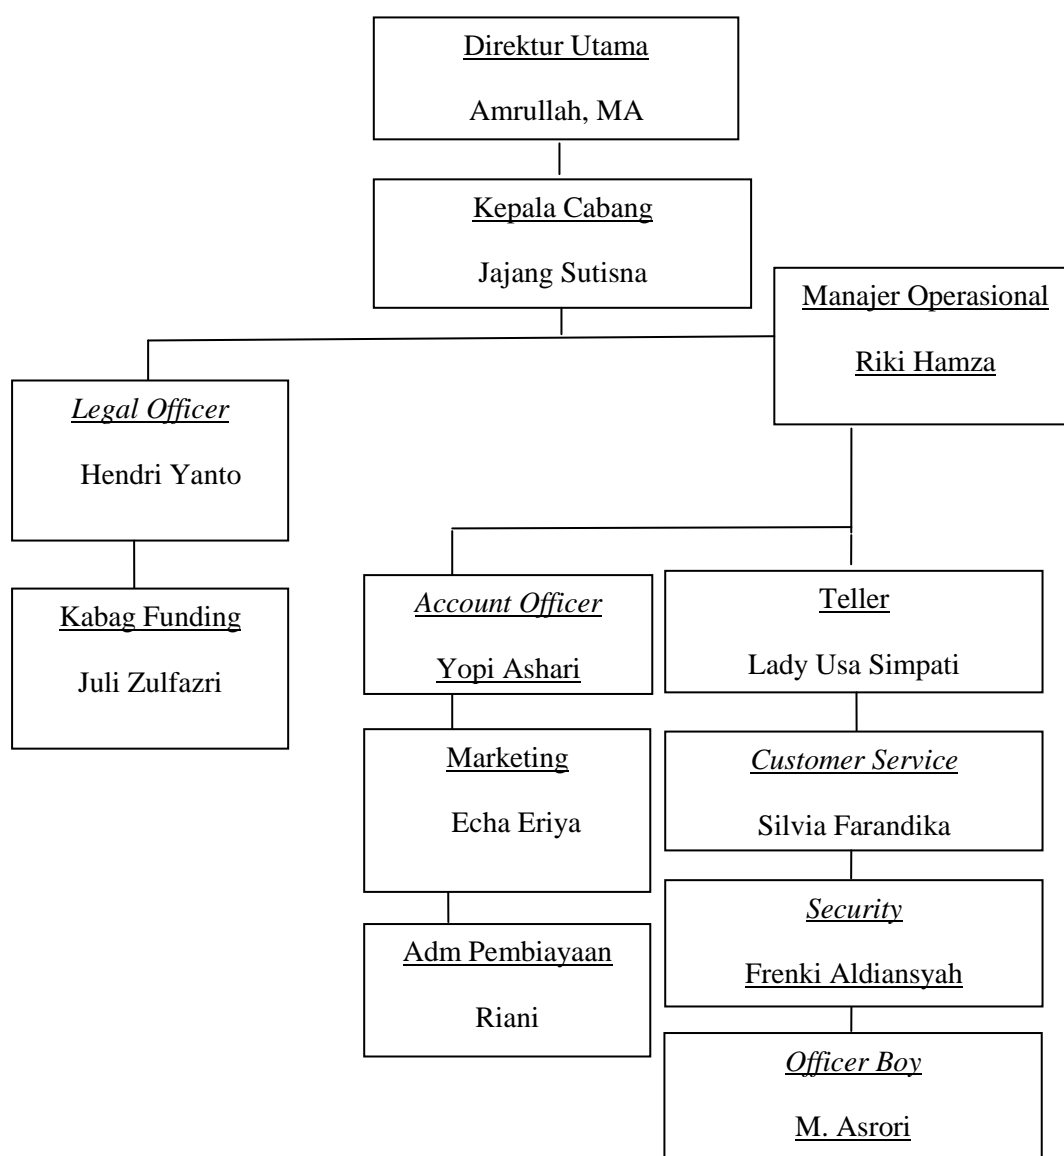 Direktur Utama
Amrullah, MA
Kepala Cabang
Jajang Sutisna
Manajer Operasional
Riki Hamza
Legal Officer
Hendri Yanto
Kabag Funding
Juli Zulfazri
Account Officer
Yopi Ashari
Marketing
Echa Eriya
Adm Pembiayaan
Riani
Teller
Lady Usa Simpati
Customer Service
Silvia Farandika
Security
Frenki Aldiansyah
Officer Boy
M. Asrori